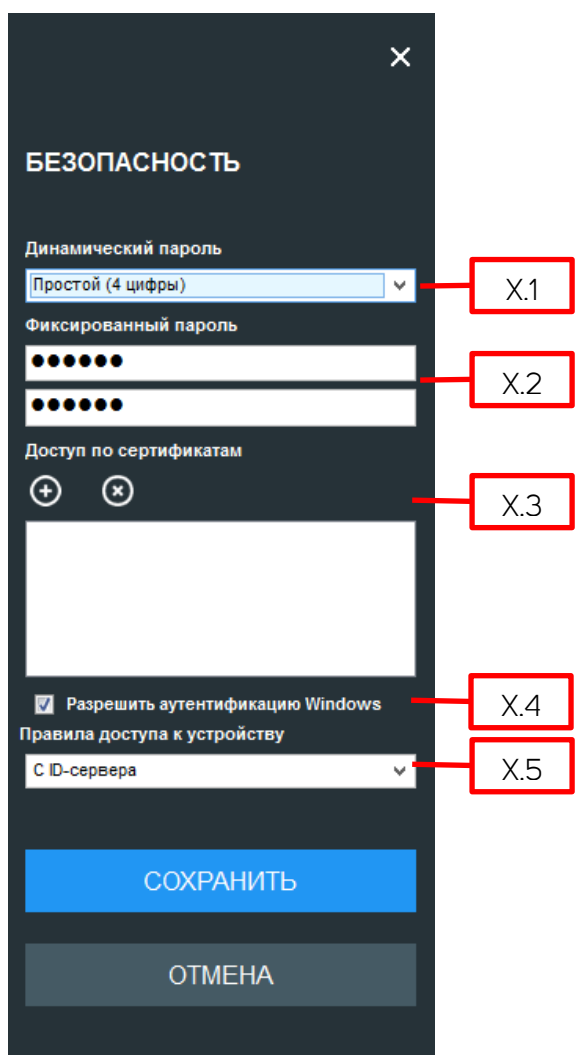 БЕЗОПАСНОСТЬ
Динамический пароль
Простой (4 цифры)
X.1
Фиксированный пароль
●●●●●●
X.2
●●●●●●
Доступ по сертификатам
X.3
Разрешить аутентификацию Windows
X.4
Правила доступа к устройству
С ID-сервера
X.5
СОХРАНИТЬ
ОТМЕНА